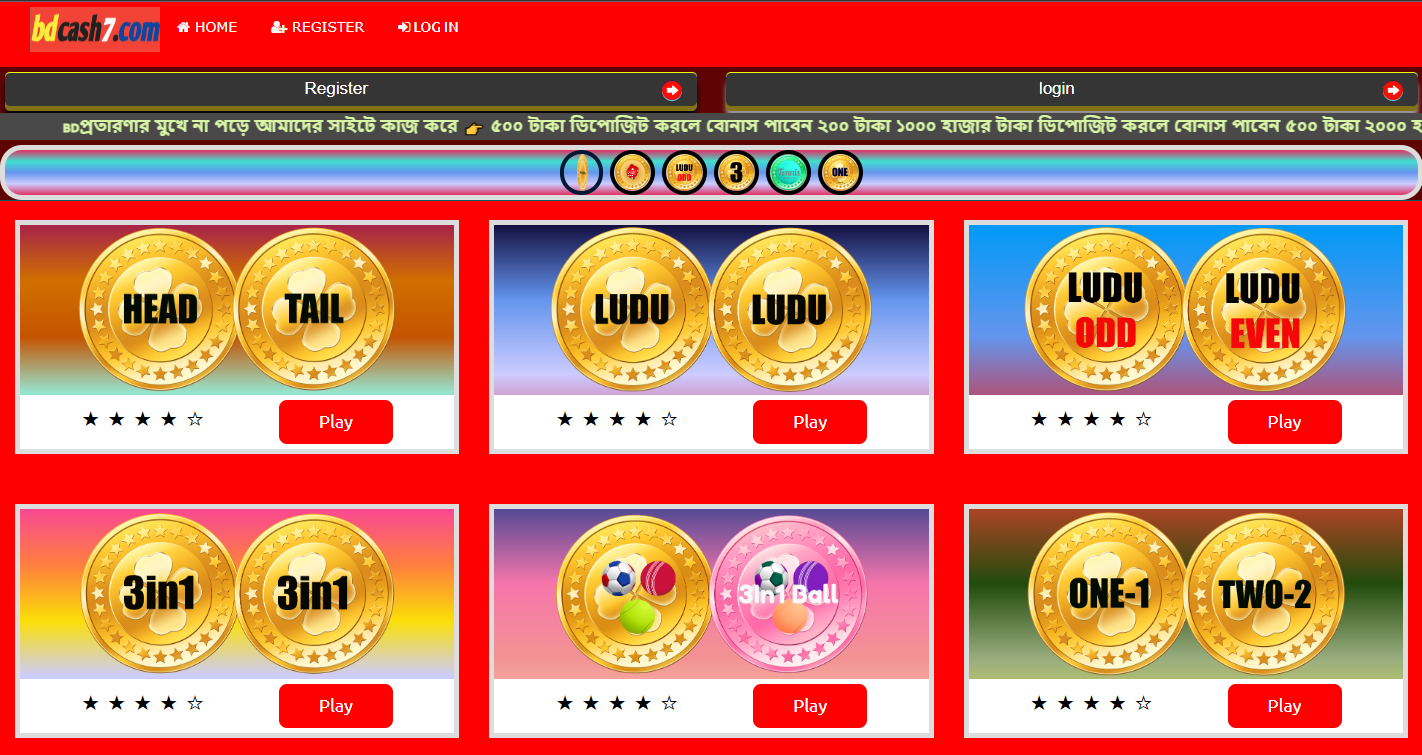 bdcash7.com HOME REGISTER LOG IN
Register login
BDপ্রতারণার মুখে না পড়ে আমাদের সাইটে কাজ করে 👉 ৫০০ টাকা ডিপোজিট করলে বোনাস পাবেন ২০০ টাকা ১০০০ হাজার টাকা ডিপোজিট করলে বোনাস পাবেন ৫০০ টাকা ২০০০ হ
LUDU ODD 3 Tennis ONE
HEAD TAIL
★ ★ ★ ★ ☆ Play
LUDU LUDU
★ ★ ★ ★ ☆ Play
LUDU ODD LUDU EVEN
★ ★ ★ ★ ☆ Play
3in1 3in1
★ ★ ★ ★ ☆ Play
3in1 Ball
★ ★ ★ ★ ☆ Play
ONE-1 TWO-2
★ ★ ★ ★ ☆ Play